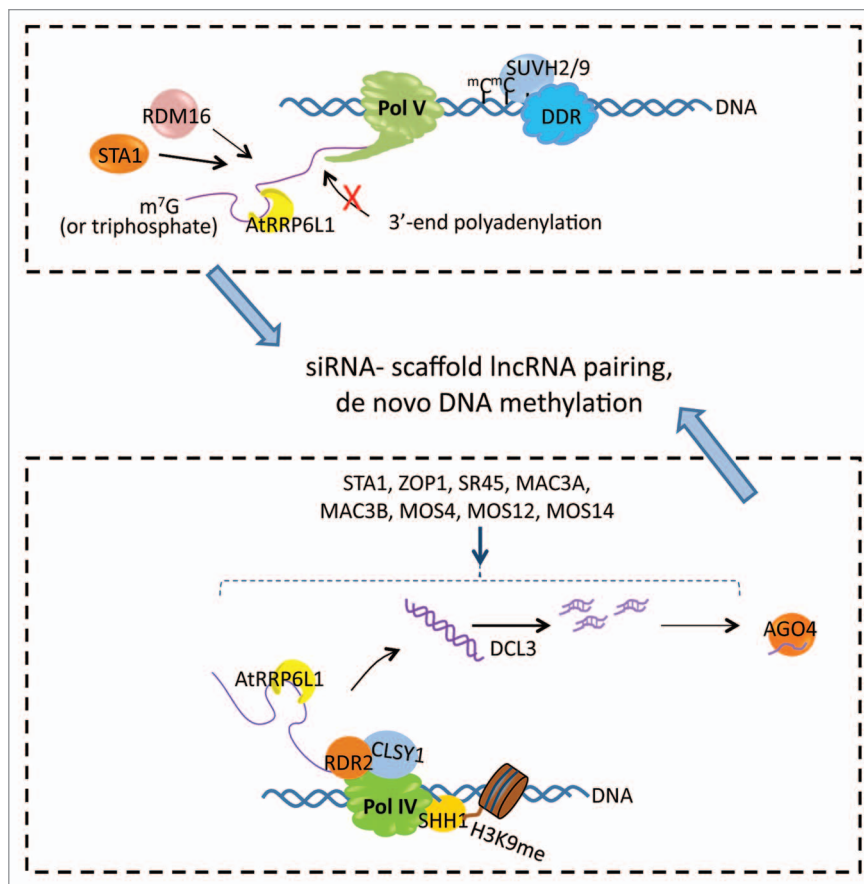 SUVH2/9
mC mC
RDM16
Pol V
DDR
DNA
STA1
m⁷G
(or triphosphate)
AtRRP6L1
X
3’-end polyadenylation
siRNA- scaffold lncRNA pairing,
de novo DNA methylation
STA1, ZOP1, SR45, MAC3A,
MAC3B, MOS4, MOS12, MOS14
DCL3
AGO4
AtRRP6L1
RDR2
CLSY1
Pol IV
SHH1
H3K9me
DNA